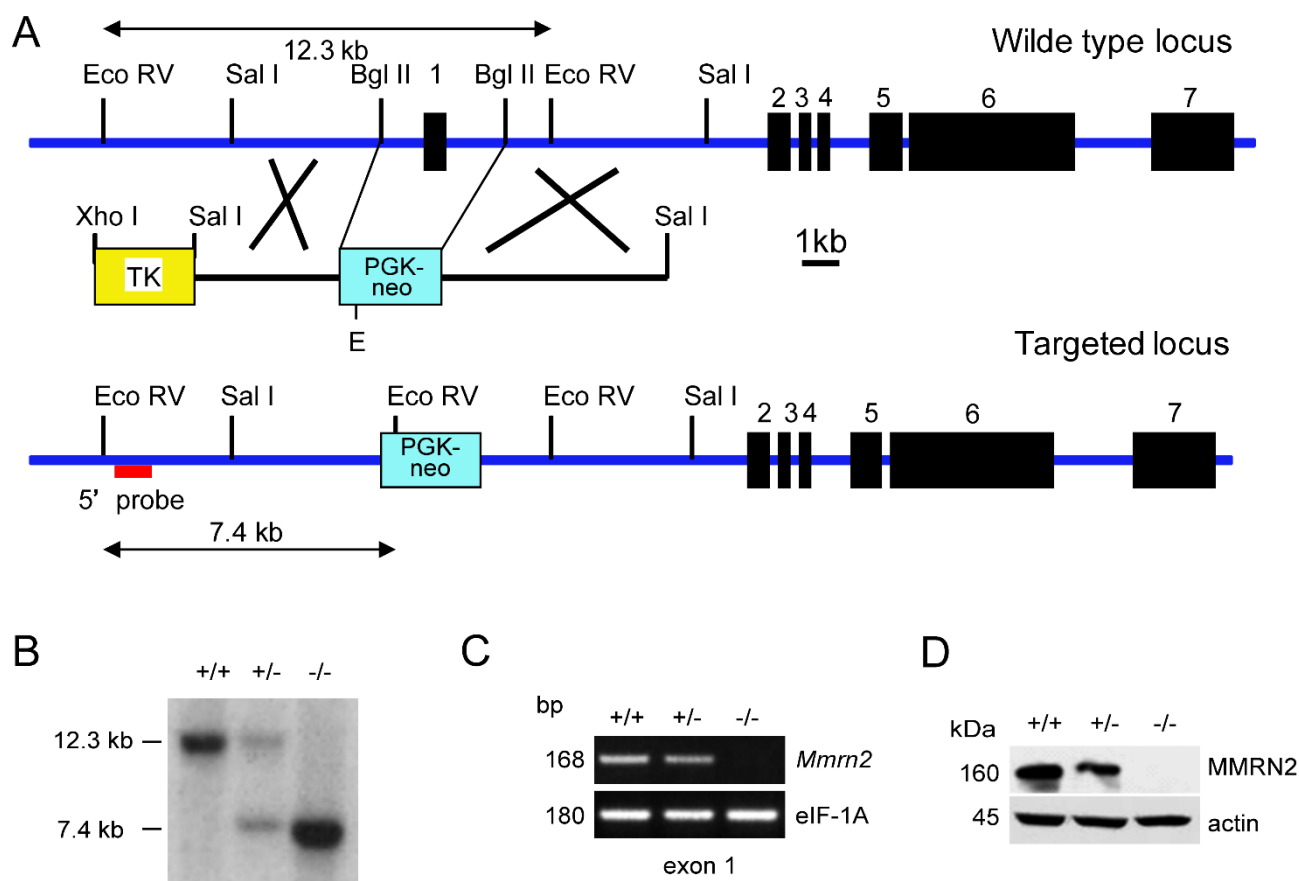 A
12.3 kb
Wilde type locus
Eco RV Sal I Bgl II 1 Bgl II Eco RV Sal I 2 3 4 5 6 7
Xho I Sal I Sal I
TK PGK-
neo
1kb
E
Targeted locus
Eco RV Sal I Eco RV Eco RV Sal I 2 3 4 5 6 7
PGK-
neo
5' probe
7.4 kb
B
+/+ +/- -/-
12.3 kb
7.4 kb
C
bp +/+ +/- -/-
168 Mmrn2
180 eIF-1A
exon 1
D
kDa +/+ +/- -/-
160 MMRN2
45 actin